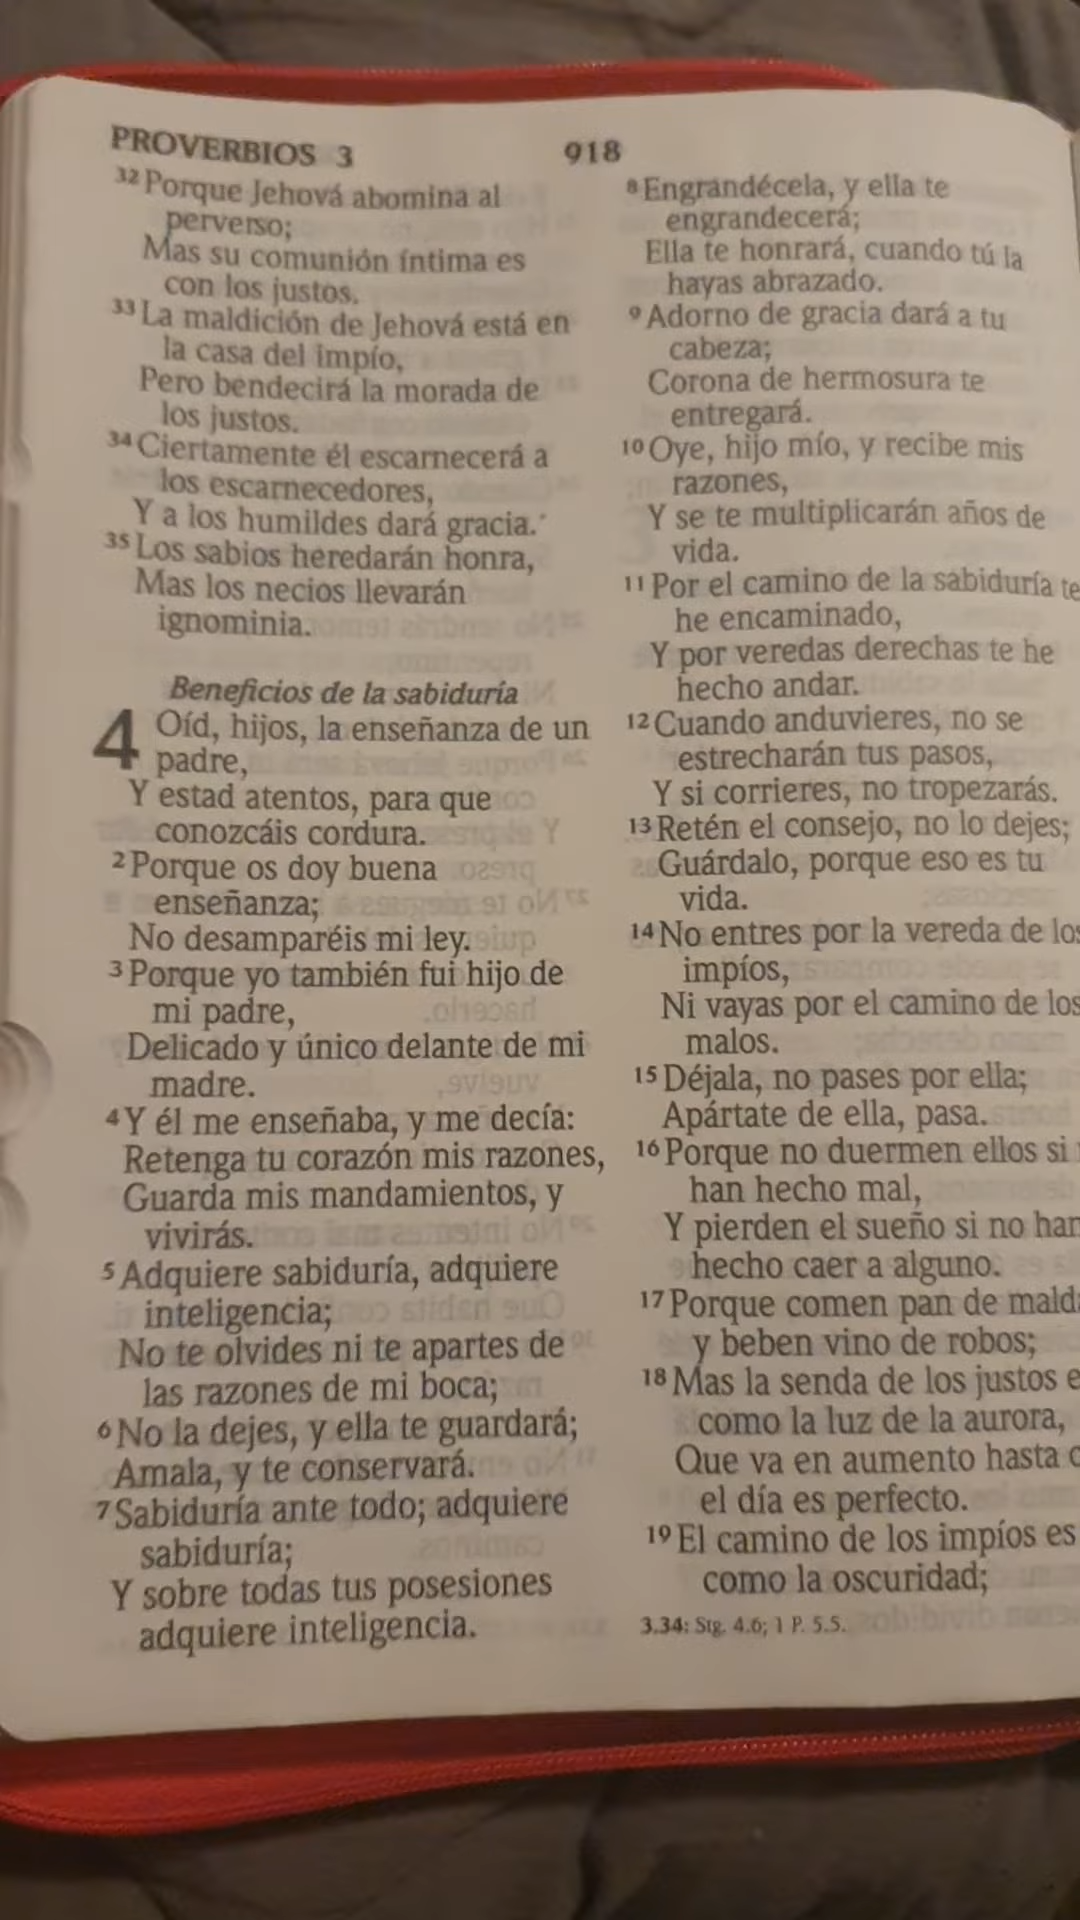 PROVERBIOS 3
918
32 Porque Jehová abomina al
perverso;
Mas su comunión íntima es
con los justos.
33 La maldición de Jehová está en
la casa del impío,
Pero bendecirá la morada de
los justos.
34 Ciertamente él escarnecerá a
los escarnecedores,
Y a los humildes dará gracia.
35 Los sabios heredarán honra,
Mas los necios llevarán
ignominia.
Beneficios de la sabiduría
4 Oíd, hijos, la enseñanza de un
padre,
Y estad atentos, para que
conozcáis cordura.
2 Porque os doy buena
enseñanza;
No desamparéis mi ley.
3 Porque yo también fui hijo de
mi padre,
Delicado y único delante de mi
madre.
4 Y él me enseñaba, y me decía:
Retenga tu corazón mis razones,
Guarda mis mandamientos, y
vivirás.
5 Adquiere sabiduría, adquiere
inteligencia;
No te olvides ni te apartes de
las razones de mi boca;
6 No la dejes, y ella te guardará;
Amala, y te conservará.
7 Sabiduría ante todo; adquiere
sabiduría;
Y sobre todas tus posesiones
adquiere inteligencia.
8 Engrandécela, y ella te
engrandecerá;
Ella te honrará, cuando tú la
hayas abrazado.
9 Adorno de gracia dará a tu
cabeza;
Corona de hermosura te
entregará.
10 Oye, hijo mío, y recibe mis
razones,
Y se te multiplicarán años de
vida.
11 Por el camino de la sabiduría te
he encaminado,
Y por veredas derechas te he
hecho andar.
12 Cuando anduvieres, no se
estrecharán tus pasos,
Y si corrieres, no tropezarás.
13 Retén el consejo, no lo dejes;
Guárdalo, porque eso es tu
vida.
14 No entres por la vereda de los
impíos,
Ni vayas por el camino de los
malos.
15 Déjala, no pases por ella;
Apártate de ella, pasa.
16 Porque no duermen ellos si
han hecho mal,
Y pierden el sueño si no han
hecho caer a alguno.
17 Porque comen pan de
y beben vino de robos;
18 Mas la senda de los justos
como la luz de la aurora,
Que va en aumento hasta
el día es perfecto.
19 El camino de los impíos es
como la oscuridad;
3.34: Stg. 4.6; 1 P. 5.5.